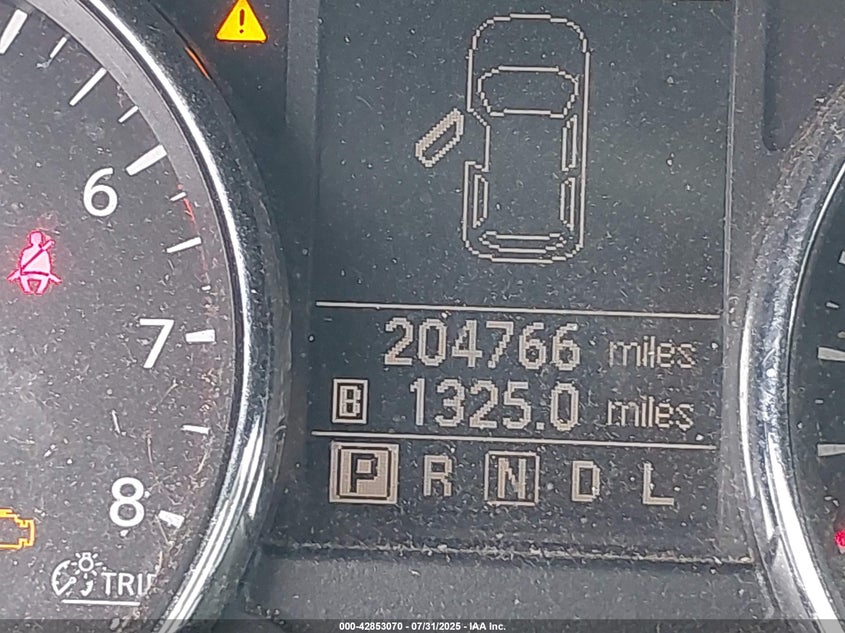 6
7
8
TRI
204766 miles
B 1325.0 miles
P R N D L
000-42853070 - 07/31/2025 - IAA Inc.